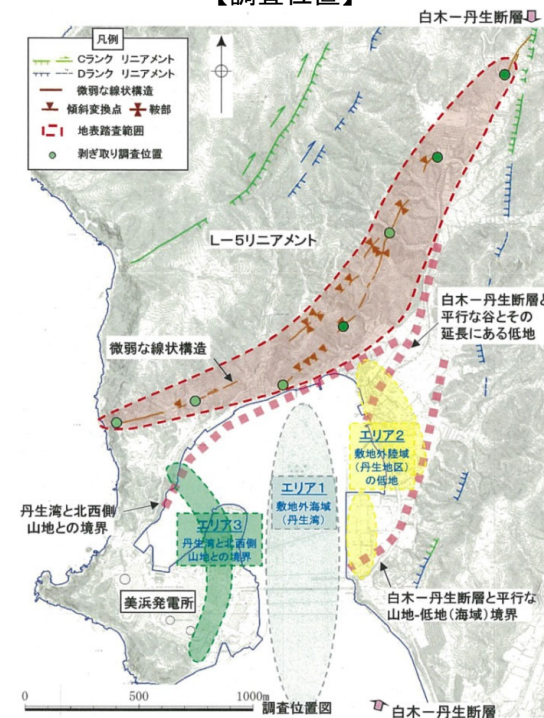 【調査位置】
白木－丹生断層
凡例
Cランク リニアメント
Dランク リニアメント
微弱な線状構造
傾斜変換点 鞍部
地表踏査範囲
剥ぎ取り調査位置
L－5リニアメント
白木－丹生断層と
平行な谷とその
延長にある低地
微弱な線状構造
エリア2
敷地外陸域
(丹生地区)
の低地
エリア1
敷地外海域
(丹生湾)
丹生湾と北西側
山地との境界
エリア3
丹生湾と北西側
山地との境界
美浜発電所
白木－丹生断層と平行な
山地-低地(海域)境界
0 500 1000m
調査位置図
白木－丹生断層